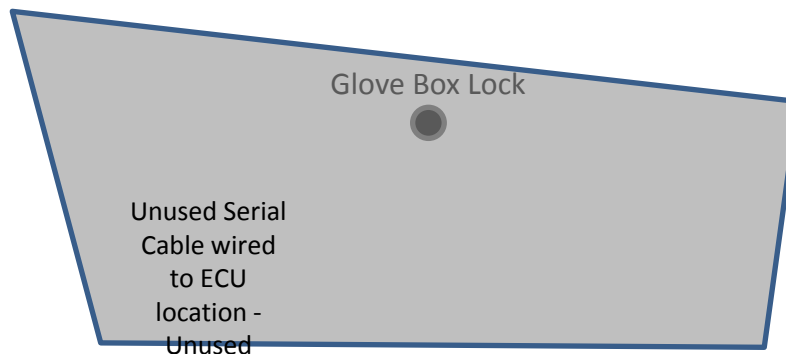 Glove Box Lock
Unused Serial
Cable wired
to ECU
location -
Unused